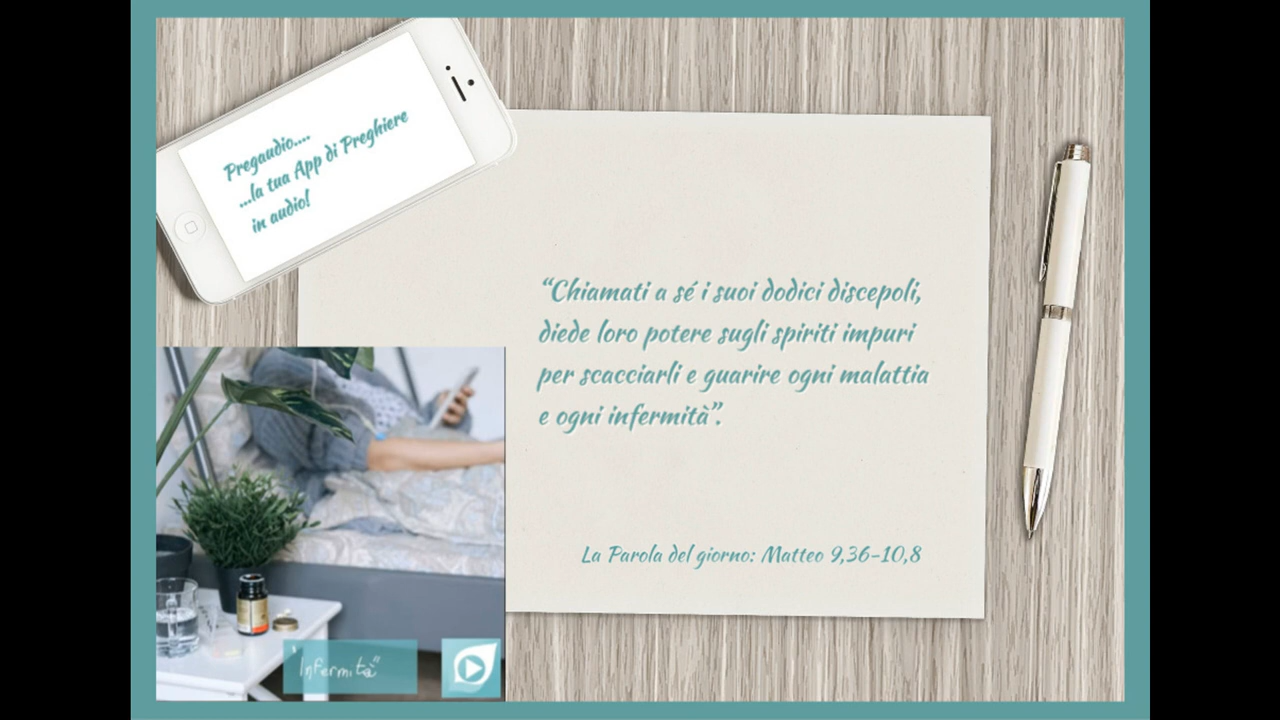 Pregaudio....
...la tua App di Preghiere
in audio!
“Chiamati a sé i suoi dodici discepoli,
diede loro potere sugli spiriti impuri
per scacciarli e guarire ogni malattia
e ogni infermità”.
La Parola del giorno: Matteo 9,36-10,8
"Infermità"